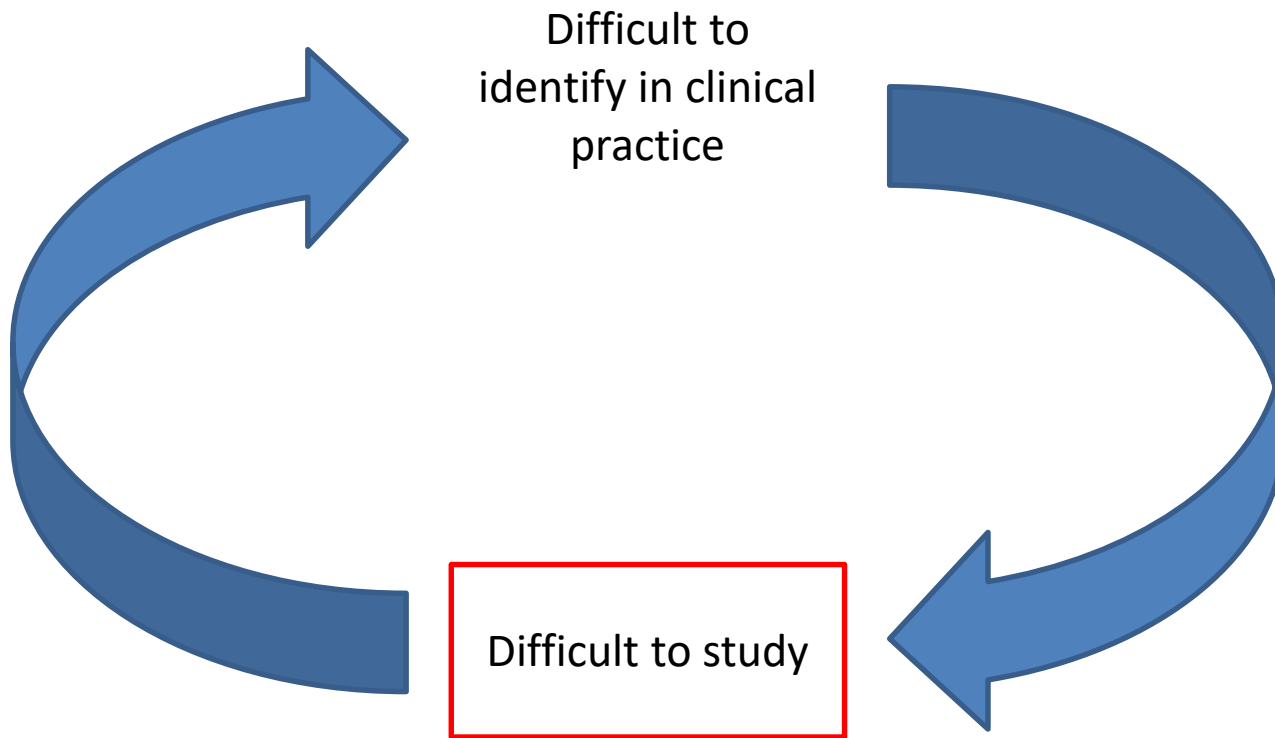 Difficult to
identify in clinical
practice
Difficult to study